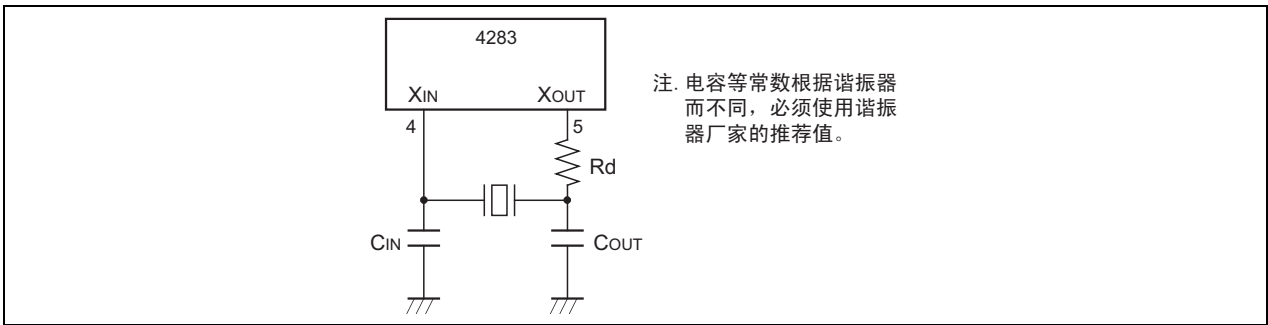 4283
XIN
XOUT
4
5
Rd
CIN
COUT
注. 电容等常数根据谐振器
而不同，必须使用谐振
器厂家的推荐值。